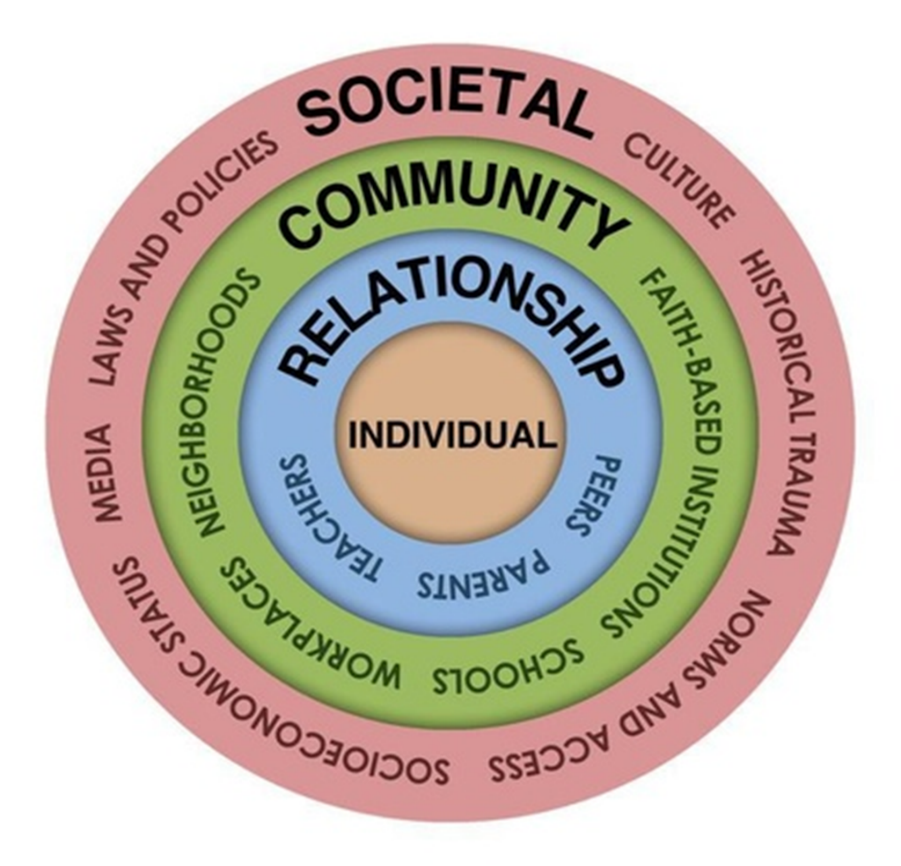 SOCIETAL
CULTURE
HISTORICAL TRAUMA
NORMS AND ACCESS
SOCIOECONOMIC STATUS
MEDIA
LAWS AND POLICIES
COMMUNITY
FAITH-BASED INSTITUTIONS
SCHOOLS
WORKPLACES
NEIGHBORHOODS
RELATIONSHIP
PEERS
PARENTS
TEACHERS
INDIVIDUAL